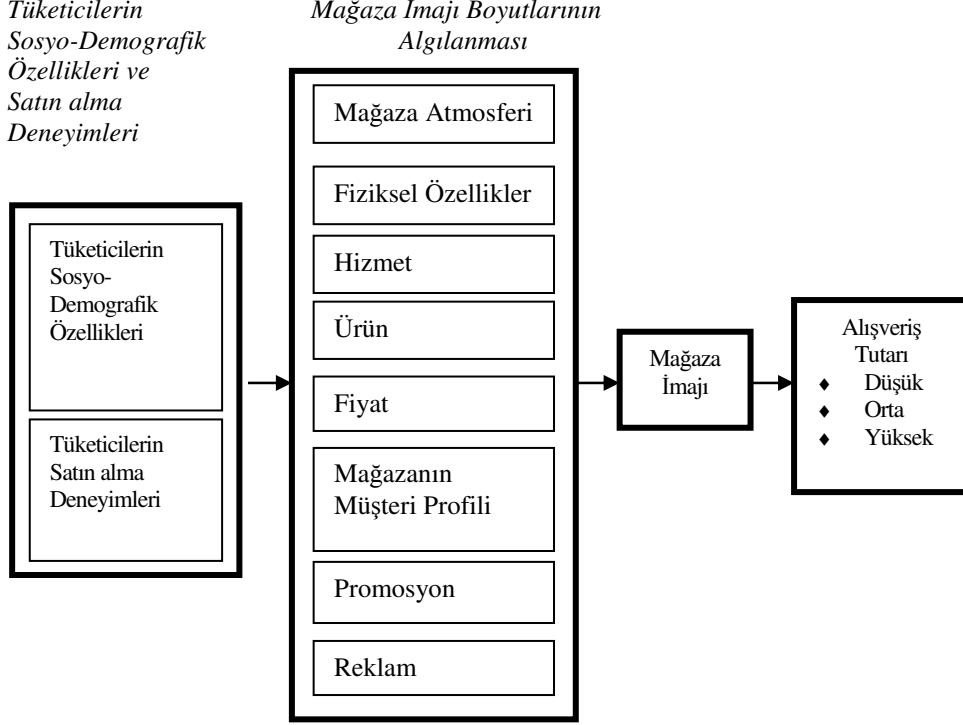 Tüketicilerin
Sosyo-Demografik
Özellikleri ve
Satın alma
Deneyimleri
Mağaza İmajı Boyutlarının
Algılanması
Tüketicilerin
Sosyo-
Demografik
Özellikleri
Tüketicilerin
Satın alma
Deneyimleri
Mağaza Atmosferi
Fiziksel Özellikler
Hizmet
Ürün
Fiyat
Mağazanın
Müşteri Profili
Promosyon
Reklam
Mağaza
İmajı
Alışveriş
Tutarı
♦ Düşük
♦ Orta
♦ Yüksek